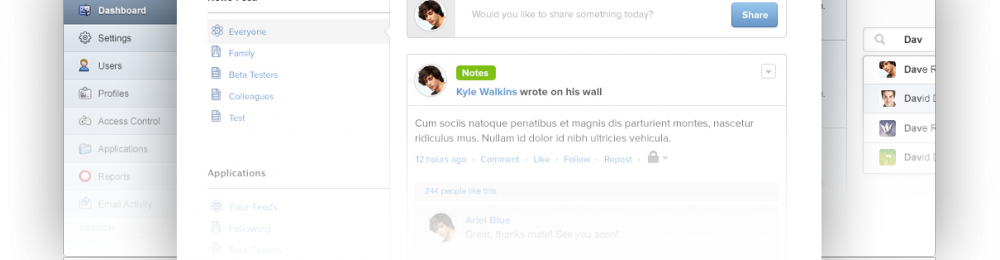 Dashboard
Settings
Users
Profiles
Access Control
Applications
Reports
Email Activity
SEARCH
News Feed
Everyone
Family
Beta Testers
Colleagues
Test
Applications
Your Feeds
Following
Beta Testers
Would you like to share something today?
Share
Notes
Kyle Walkins wrote on his wall
Cum sociis natoque penatibus et magnis dis parturient montes, nascetur
ridiculus mus. Nullam id dolor id nibh ultricies vehicula.
12 hours ago - Comment - Like - Follow - Repost -
244 people like this
Ariel Blue
Great, thanks mate! See you soon!
Dav
Dave R
David D
Dave R
David D